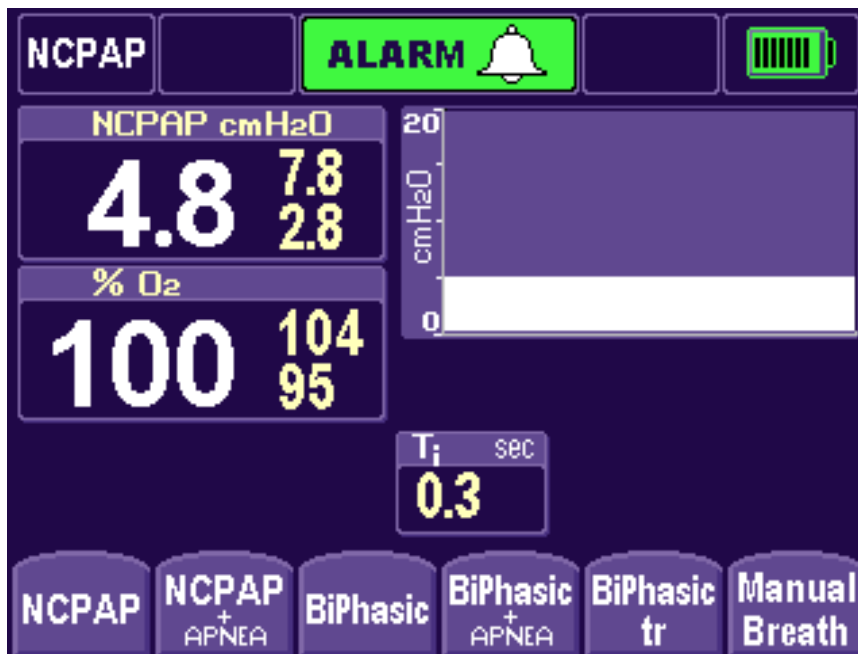 NCPAP
ALARM
NCPAP cmH₂O
4.8
7.8
2.8
% O₂
100
104
95
20
cmH₂O
0
Tᵢ sec
0.3
NCPAP
NCPAP
+
APNEA
BiPhasic
BiPhasic
+
APNEA
BiPhasic
tr
Manual
Breath